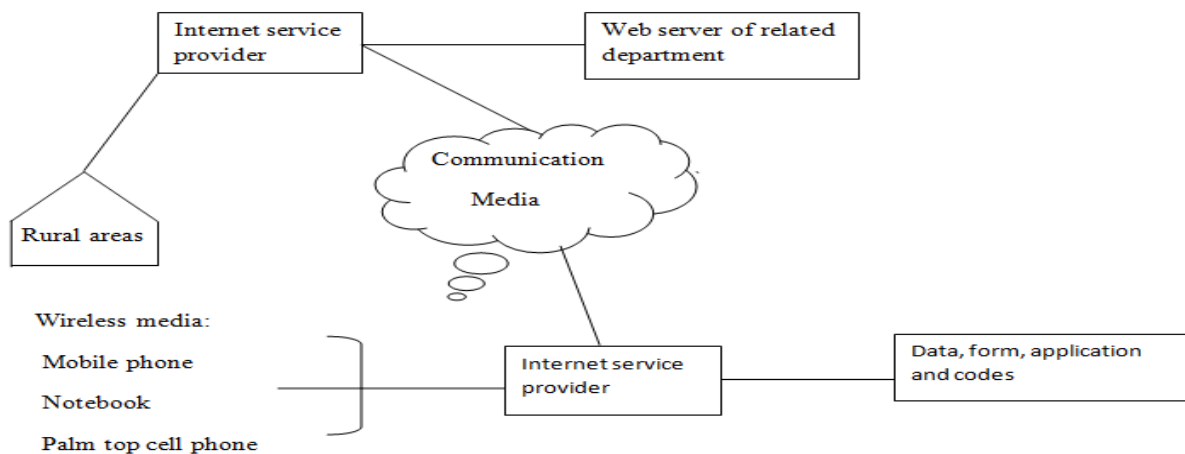 Internet service
provider
Web server of related
department
Communication
Media
Rural areas
Wireless media:
Mobile phone
Notebook
Palm top cell phone
Internet service
provider
Data, form, application
and codes